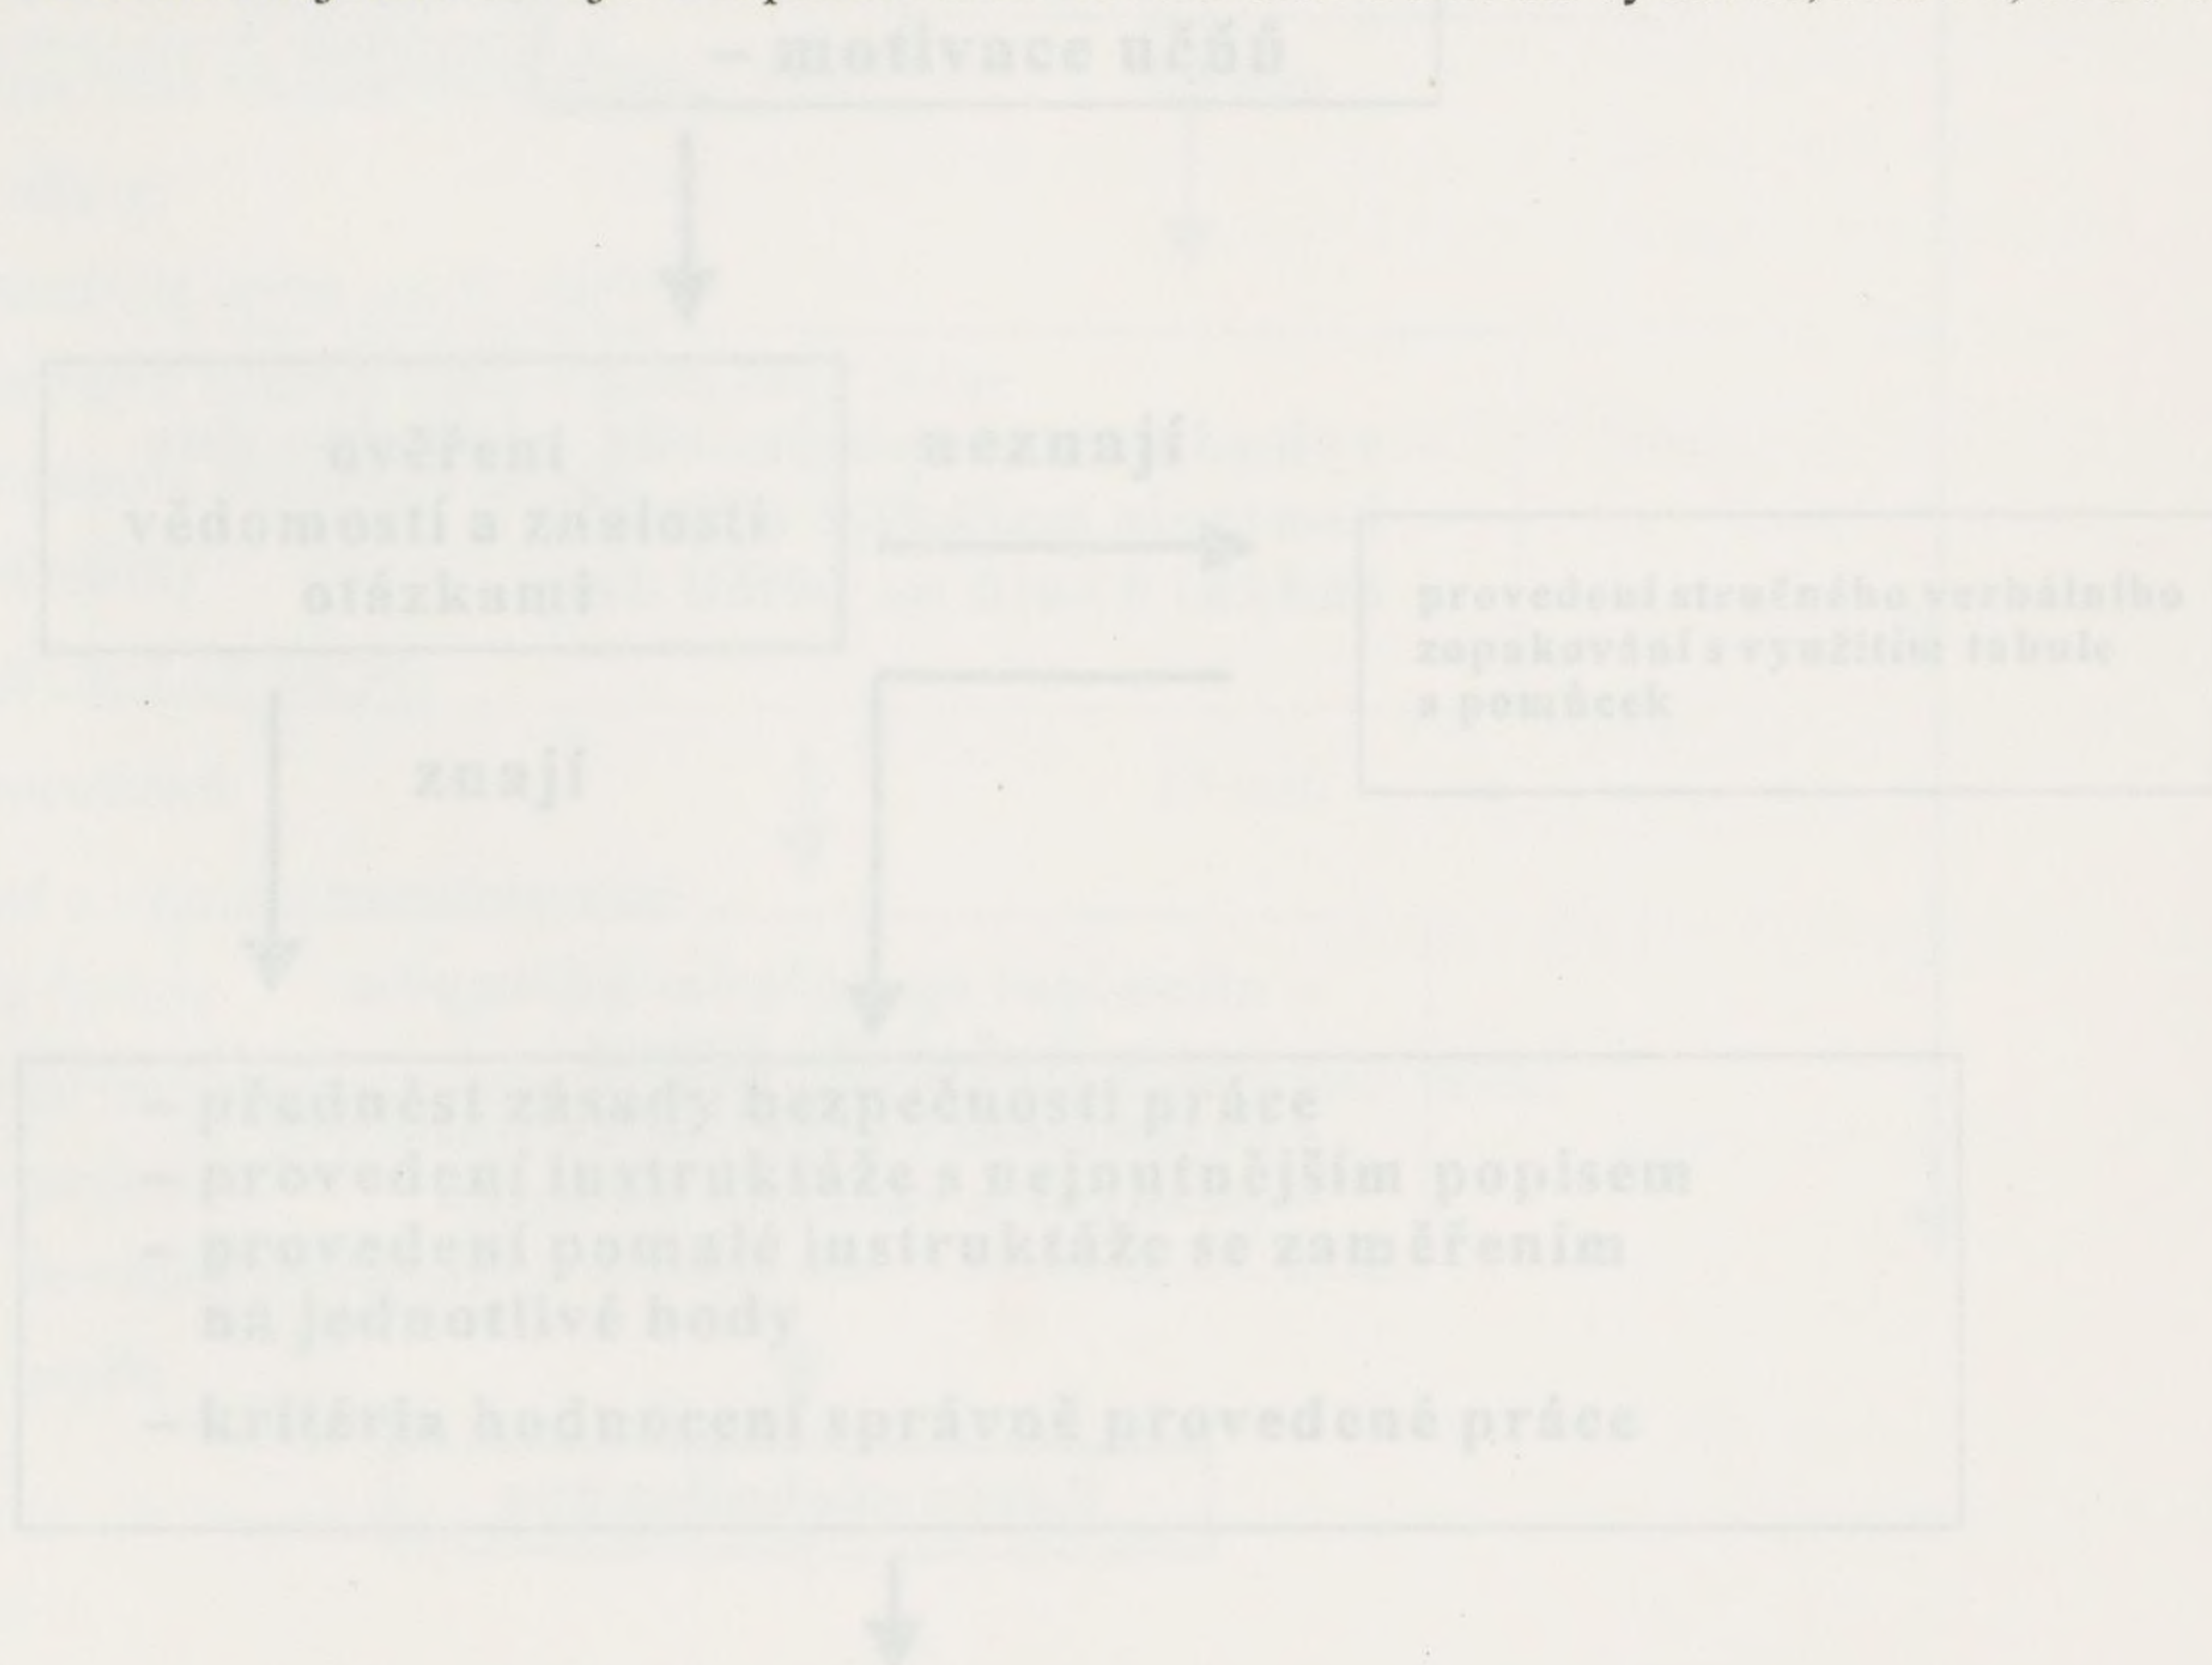 - motivace učňů
ověření
neznají
vědomostí a znalostí
otázkami
provedení stručného verbálního
zopakování s využitím tabule
a pomůcek
znají
- přednést zásady bezpečnosti práce
- provedení instruktáže s nejnutnějším popisem
- provedení pomalé instruktáže se zaměřením
na jednotlivé body
- kritéria hodnocení správně provedené práce